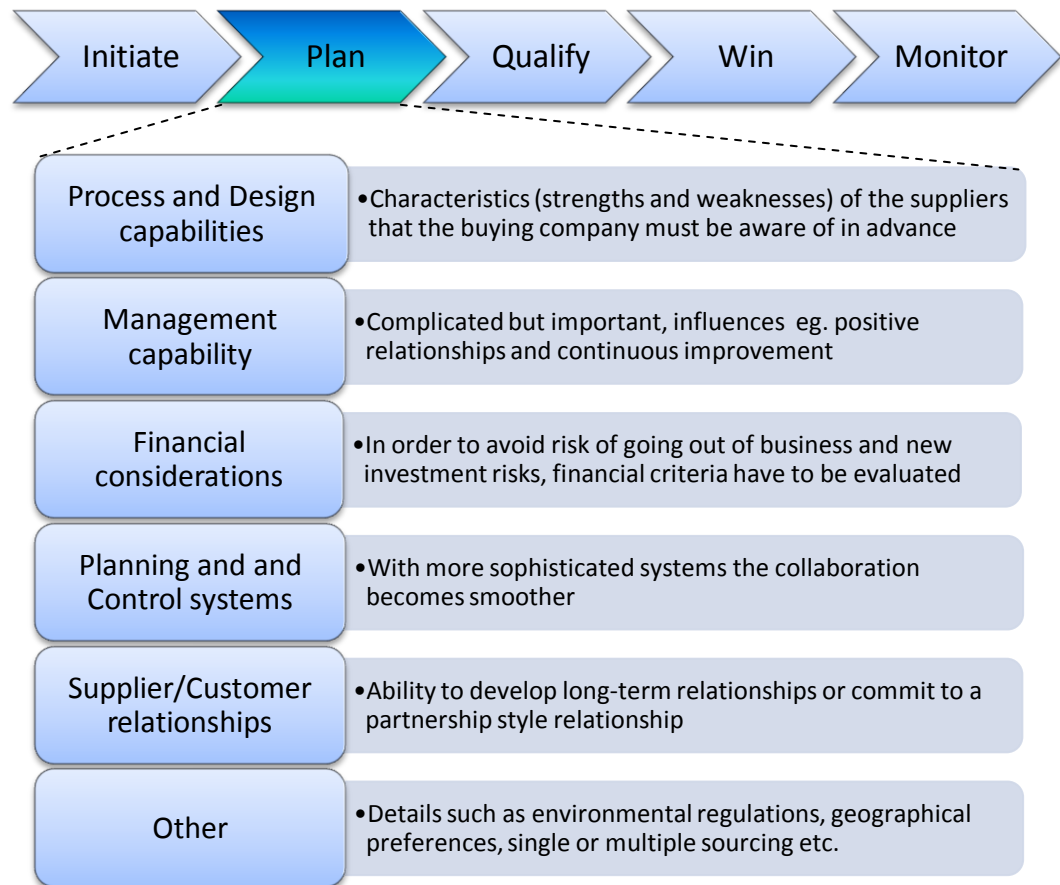 Initiate
Plan
Qualify
Win
Monitor
Process and Design
capabilities
•Characteristics (strengths and weaknesses) of the suppliers
that the buying company must be aware of in advance
Management
capability
•Complicated but important, influences  eg. positive
relationships and continuous improvement
Financial
considerations
•In order to avoid risk of going out of business and new
investment risks, financial criteria have to be evaluated
Planning and and
Control systems
•With more sophisticated systems the collaboration
becomes smoother
Supplier/Customer
relationships
•Ability to develop long-term relationships or commit to a
partnership style relationship
Other
•Details such as environmental regulations, geographical
preferences, single or multiple sourcing etc.